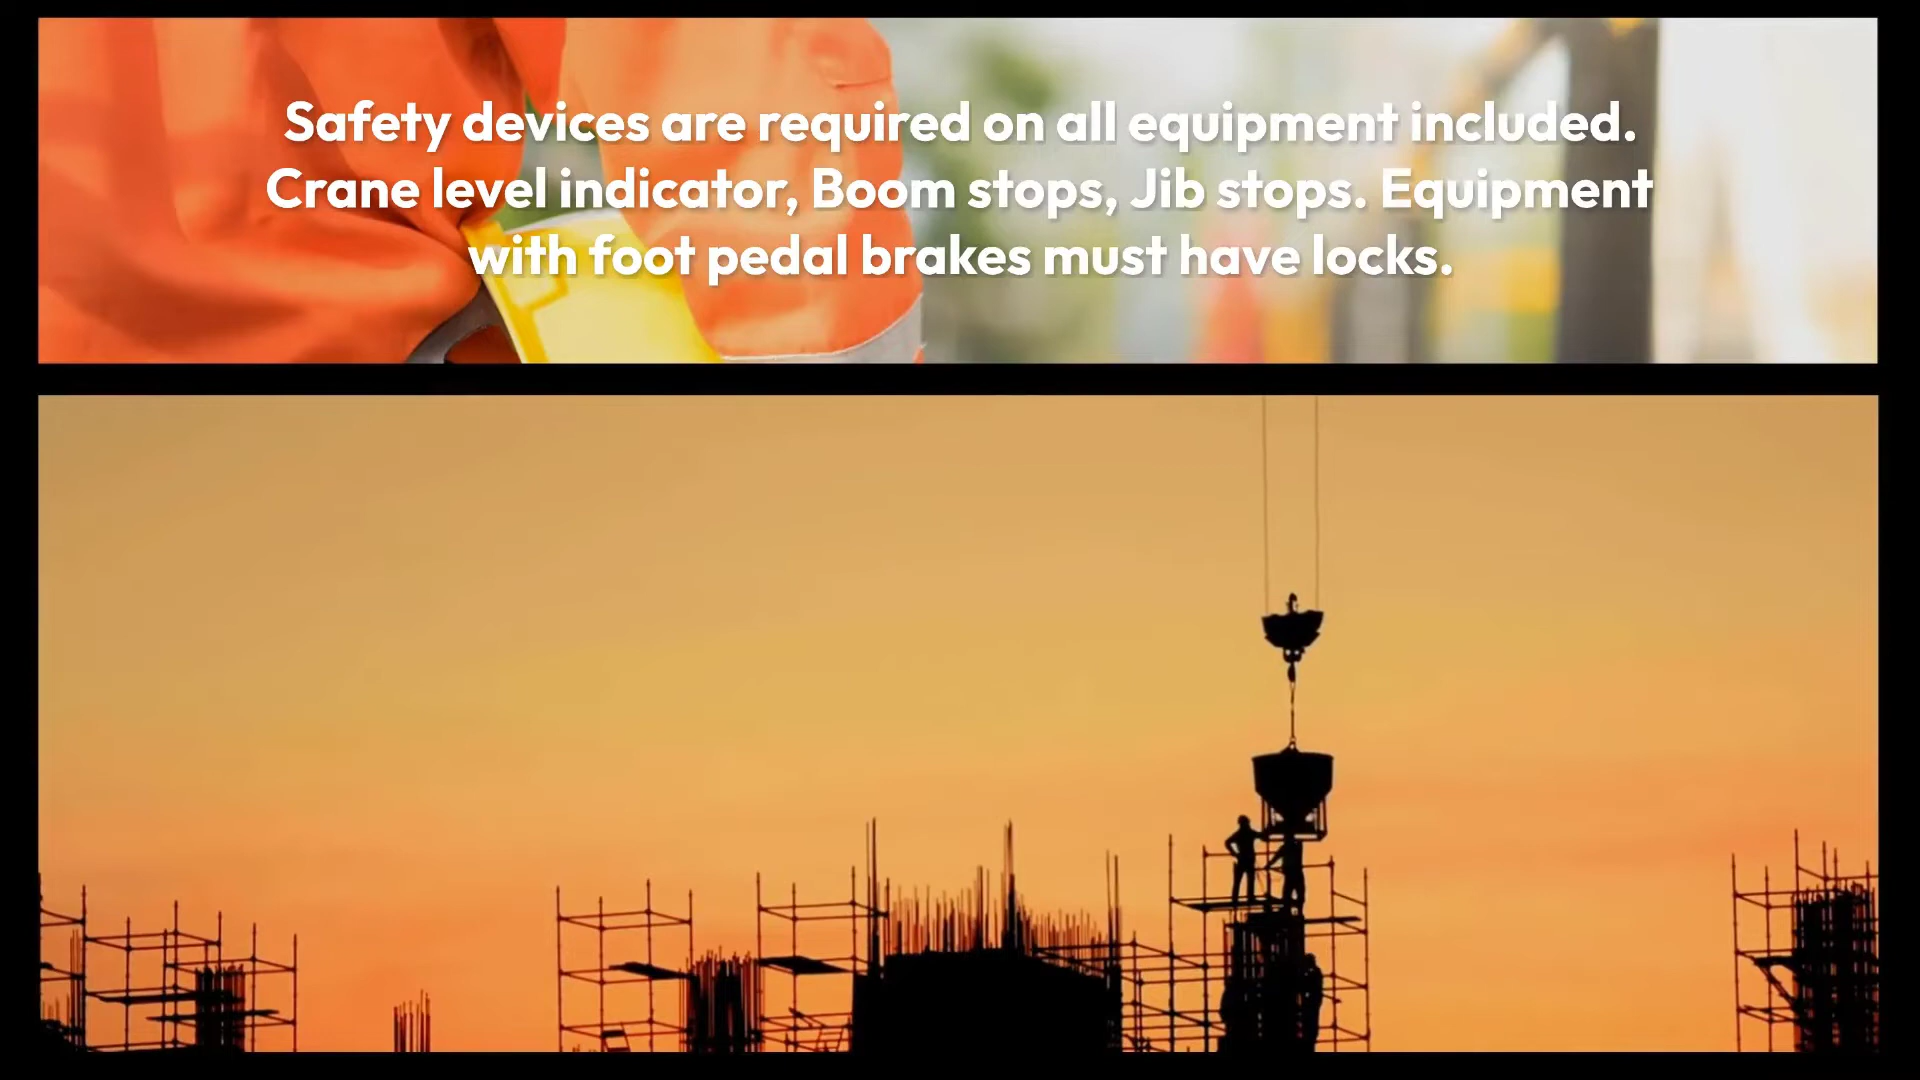 Safety devices are required on all equipment included.
Crane level indicator, Boom stops, Jib stops. Equipment
with foot pedal brakes must have locks.